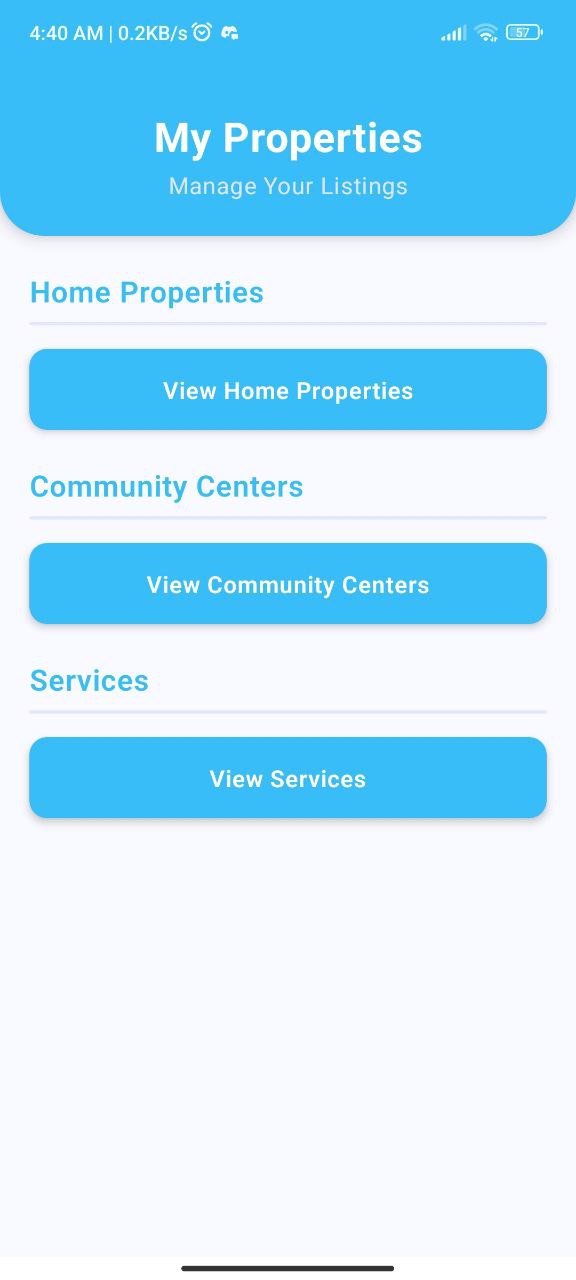 4:40 AM | 0.2KB/s 57
My Properties
Manage Your Listings
Home Properties
View Home Properties
Community Centers
View Community Centers
Services
View Services